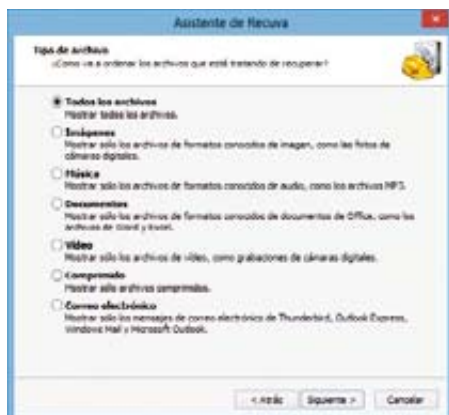 Asistente de Recuva
Tipo de archivo
¿Cómo va a ordenar los archivos que está tratando de recuperar?
Todos los archivos
Mostrar todos los archivos.
Imágenes
Mostrar sólo los archivos de formatos conocidos de imagen, como las fotos de
cámaras digitales.
Música
Mostrar sólo los archivos de formatos conocidos de audio, como los archivos MP3.
Documentos
Mostrar sólo los archivos de formatos conocidos de documentos de Office, como los
archivos de Word y Excel.
Vídeo
Mostrar sólo los archivos de vídeo, como grabaciones de cámaras digitales.
Comprimido
Mostrar sólo archivos comprimidos.
Correo electrónico
Mostrar sólo los mensajes de correo electrónico de Thunderbird, Outlook Express,
Windows Mail y Microsoft Outlook.
< Atrás
Siguiente >
Cancelar